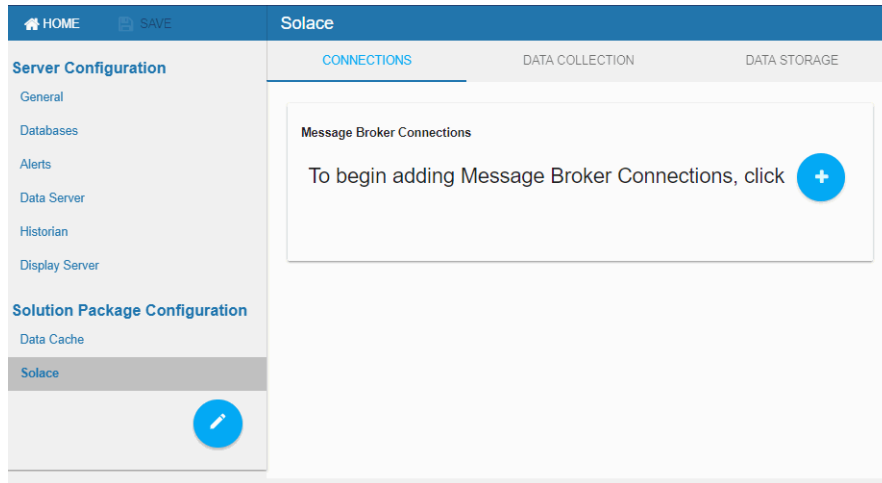 HOME
SAVE
Solace
Server Configuration
General
Databases
Alerts
Data Server
Historian
Display Server
Solution Package Configuration
Data Cache
Solace
CONNECTIONS
DATA COLLECTION
DATA STORAGE
Message Broker Connections
To begin adding Message Broker Connections, click